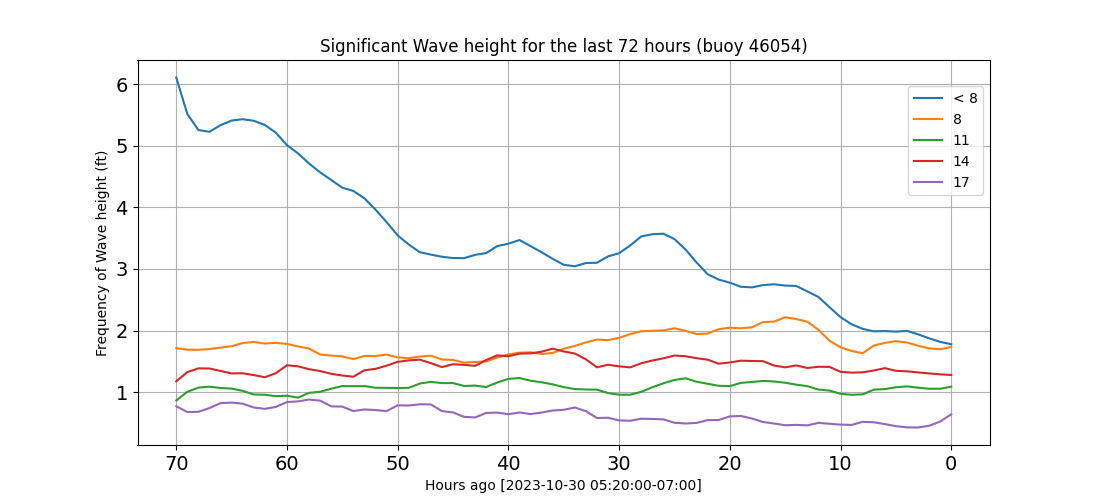 Significant Wave height for the last 72 hours (buoy 46054)
Frequency of Wave height (ft)
6
5
4
3
2
1
< 8
8
11
14
17
70 60 50 40 30 20 10 0
Hours ago [2023-10-30 05:20:00-07:00]